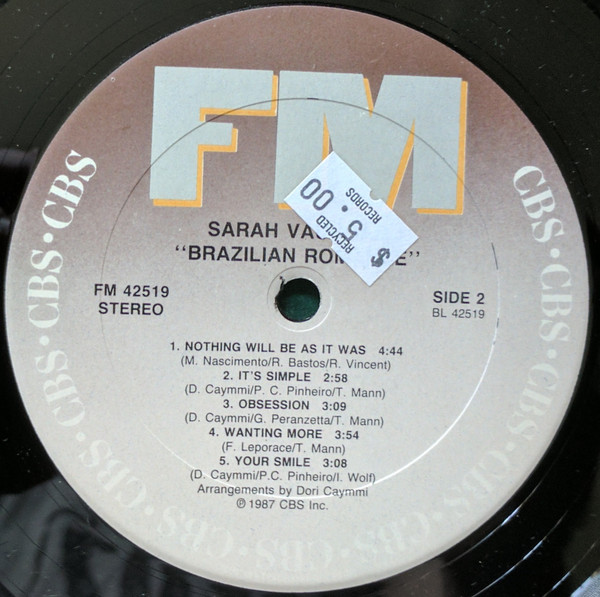 FM
CBS · CBS · CBS · CBS · CBS · CBS · CBS · CBS · CBS
SARAH
"BRAZILIAN
RECYCLED
RECORDS
$ 5.00
FM 42519
STEREO
SIDE 2
BL 42519
1. NOTHING WILL BE AS IT WAS 4:44
(M. Nascimento/R. Bastos/R. Vincent)
2. IT'S SIMPLE 2:58
(D. Caymmi/P. C. Pinheiro/T. Mann)
3. OBSESSION 3:09
(D. Caymmi/G. Peranzetta/T. Mann)
4. WANTING MORE 3:54
(F. Leporace/T. Mann)
5. YOUR SMILE 3:08
(D. Caymmi/P.C. Pinheiro/I. Wolf)
Arrangements by Dori Caymmi
℗ 1987 CBS Inc.